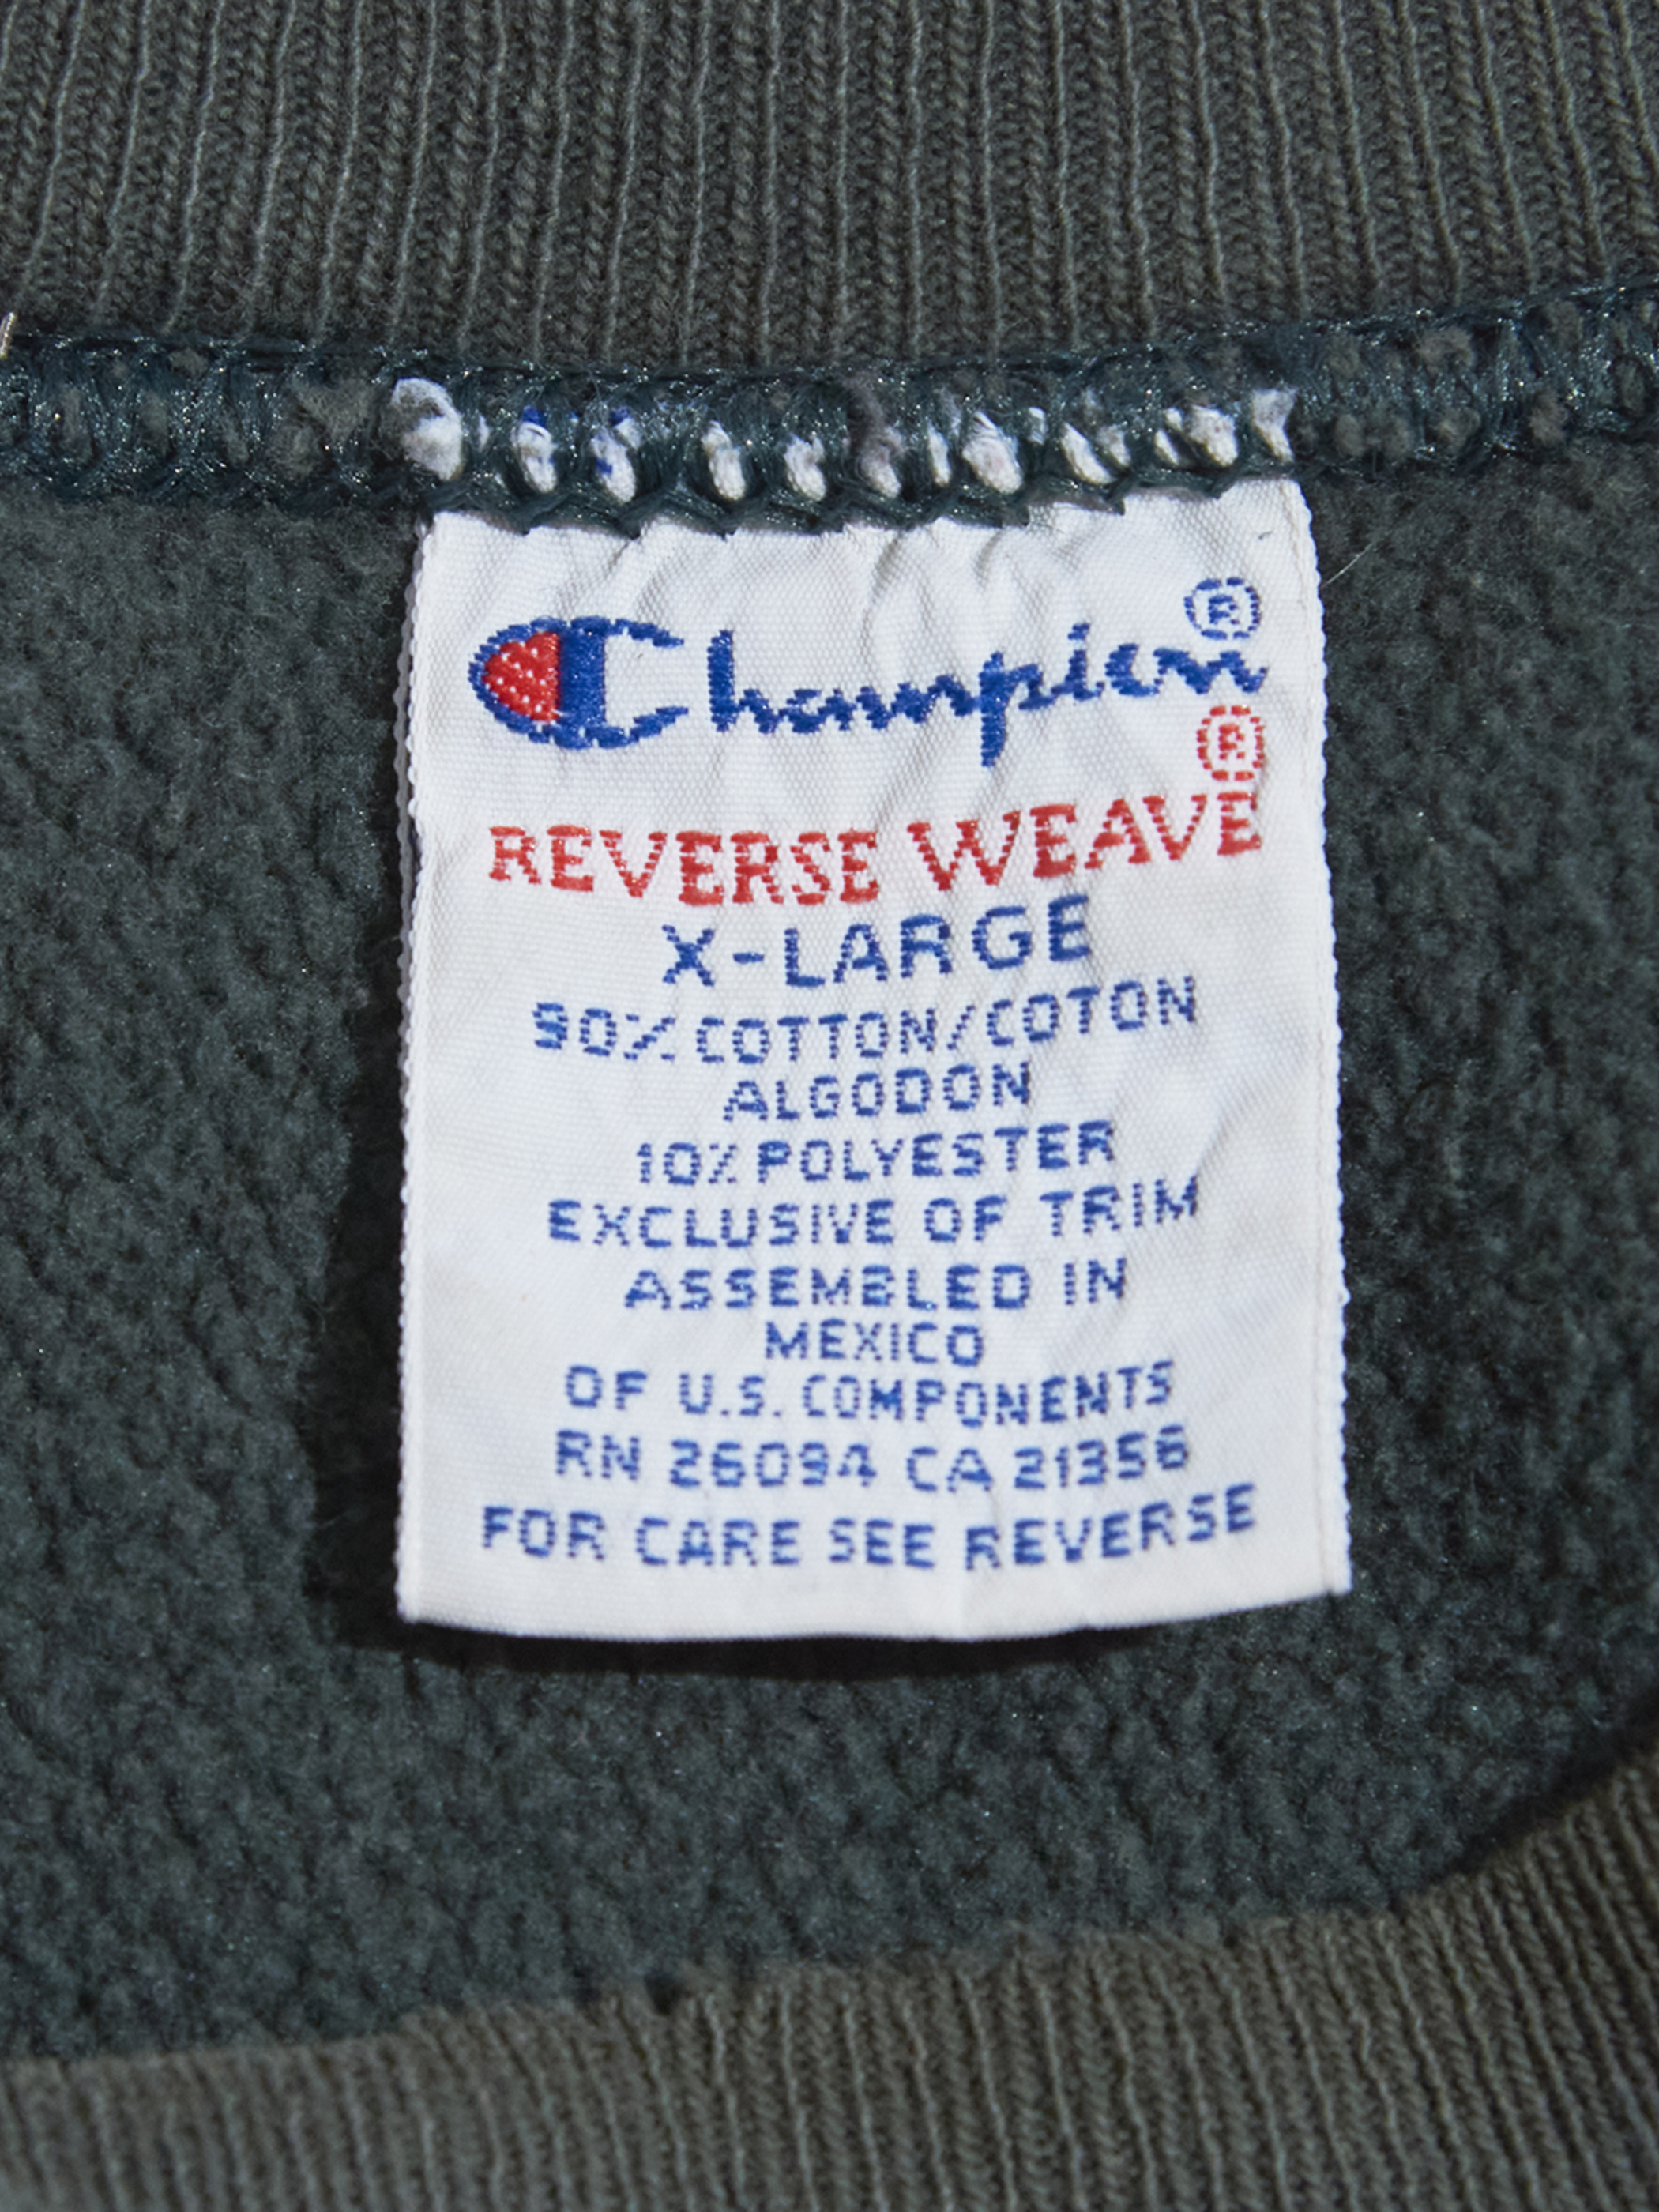 Champion®
REVERSE WEAVE®
X-LARGE
90% COTTON/COTON
ALGODON
10% POLYESTER
EXCLUSIVE OF TRIM
ASSEMBLED IN
MEXICO
OF U.S. COMPONENTS
RN 26094 CA 21356
FOR CARE SEE REVERSE